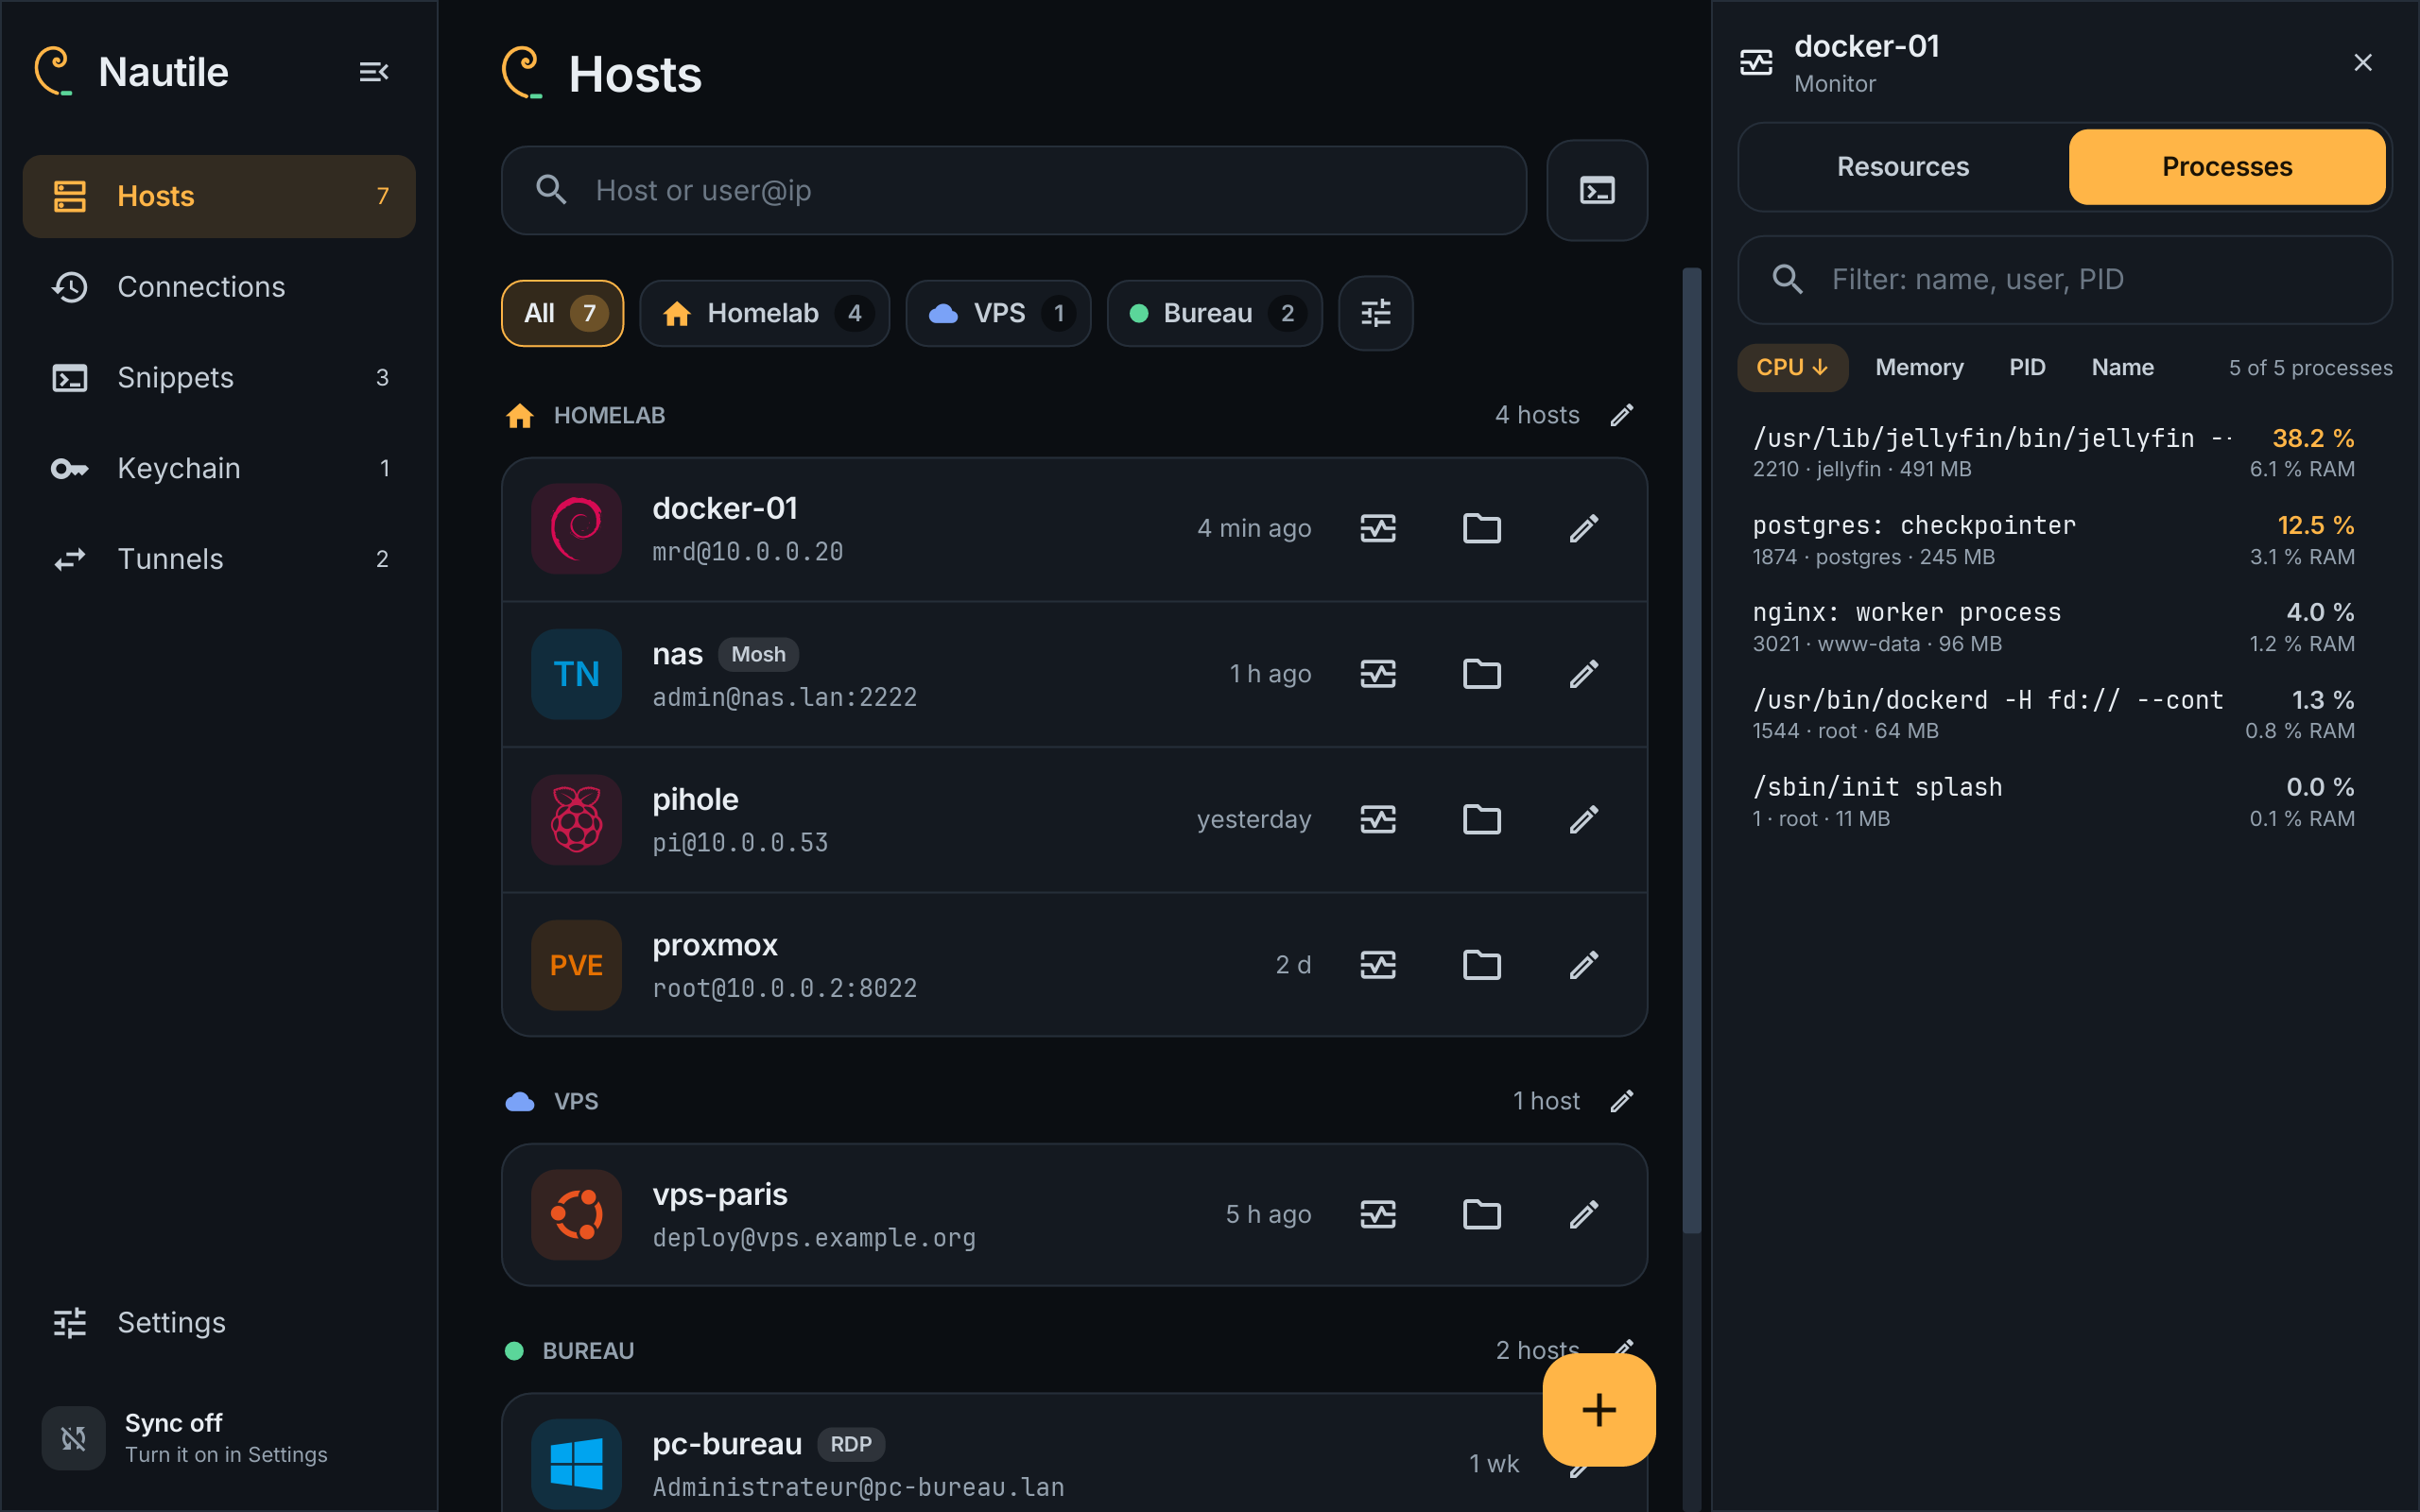 Nautile
Hosts 7
Connections
Snippets 3
Keychain 1
Tunnels 2
Settings
Sync off
Turn it on in Settings
Hosts
Host or user@ip
All 7 Homelab 4 VPS 1 Bureau 2
HOMELAB 4 hosts
docker-01
mrd@10.0.0.20
4 min ago
TN
nas Mosh
admin@nas.lan:2222
1 h ago
pihole
pi@10.0.0.53
yesterday
PVE
proxmox
root@10.0.0.2:8022
2 d
VPS 1 host
vps-paris
deploy@vps.example.org
5 h ago
BUREAU 2 hosts
pc-bureau RDP
Administrateur@pc-bureau.lan
1 wk
docker-01
Monitor
Resources Processes
Filter: name, user, PID
CPU ↓ Memory PID Name 5 of 5 processes
/usr/lib/jellyfin/bin/jellyfin -- 38.2 %
2210 · jellyfin · 491 MB 6.1 % RAM
postgres: checkpointer 12.5 %
1874 · postgres · 245 MB 3.1 % RAM
nginx: worker process 4.0 %
3021 · www-data · 96 MB 1.2 % RAM
/usr/bin/dockerd -H fd:// --cont 1.3 %
1544 · root · 64 MB 0.8 % RAM
/sbin/init splash 0.0 %
1 · root · 11 MB 0.1 % RAM